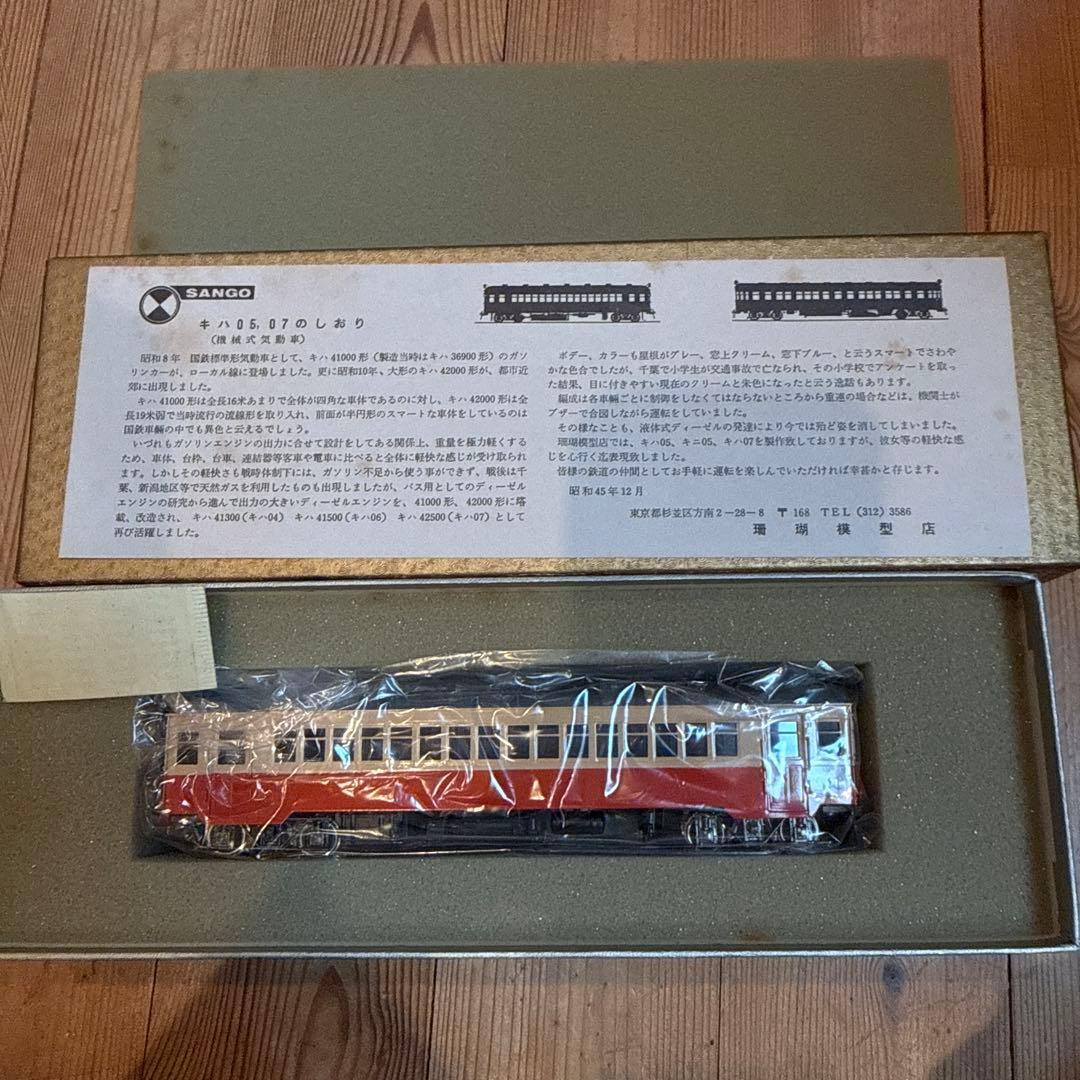 SANGO
キハ05,07のしおり
(機械式気動車)
昭和8年 国鉄標準形気動車として、キハ41000形(製造当時はキハ36900形)のガソ
リンカーが、ローカル線に登場しました。更に昭和10年、大形のキハ42000形が、都市近
郊に出現しました。
キハ41000形は全長16米あまりで全体が四角な車体であるのに対し、キハ42000形は全
長19米弱で当時流行の流線形を取り入れ、前面が半円形のスマートな車体をしているのは
国鉄車輌の中でも異色と云えるでしょう。
いづれもガソリンエンジンの出力に合せて設計をしてある関係上、重量を極力軽くする
ため、車体、台枠、台車、連結器等客車や電車に比べると全体に軽快な感じが受け取られ
ます。しかしその軽快さも戦時体制下には、ガソリン不足から使う事ができず、戦後は千
葉、新潟地区等で天然ガスを利用したものも出現しましたが、バス用としてのディーゼル
エンジンの研究から進んで出力の大きいディーゼルエンジンを、41000形、42000形に塔
載、改造され、キハ41300(キハ04) キハ41500(キハ06) キハ42500(キハ07)として
再び活躍しました。
ボデー、カラーも屋根がグレー、窓上クリーム、窓下ブルー、と云うスマートでさわや
かな色合でしたが、千葉で小学生が交通事故で亡なられ、その小学校でアンケートを取っ
た結果、目に付きやすい現在のクリームと朱色になったと云う逸話もあります。
編成は各車輌ごとに制御をしなくてはならないところから重連の場合などは、機関士が
ブザーで合図しながら運転をしていました。
その様なことも、液体式ディーゼルの発達により今では殆ど姿を消してしまいました。
珊瑚模型店では、キハ05、キニ05、キハ07を製作致しておりますが、彼女等の軽快な感
じを心行く迄表現致しました。
皆様の鉄道の仲間としてお手軽に運転を楽しんでいただければ幸甚かと存じます。
昭和45年12月
東京都杉並区方南2-28-8 〒168 TEL(312)3586
珊瑚模型店